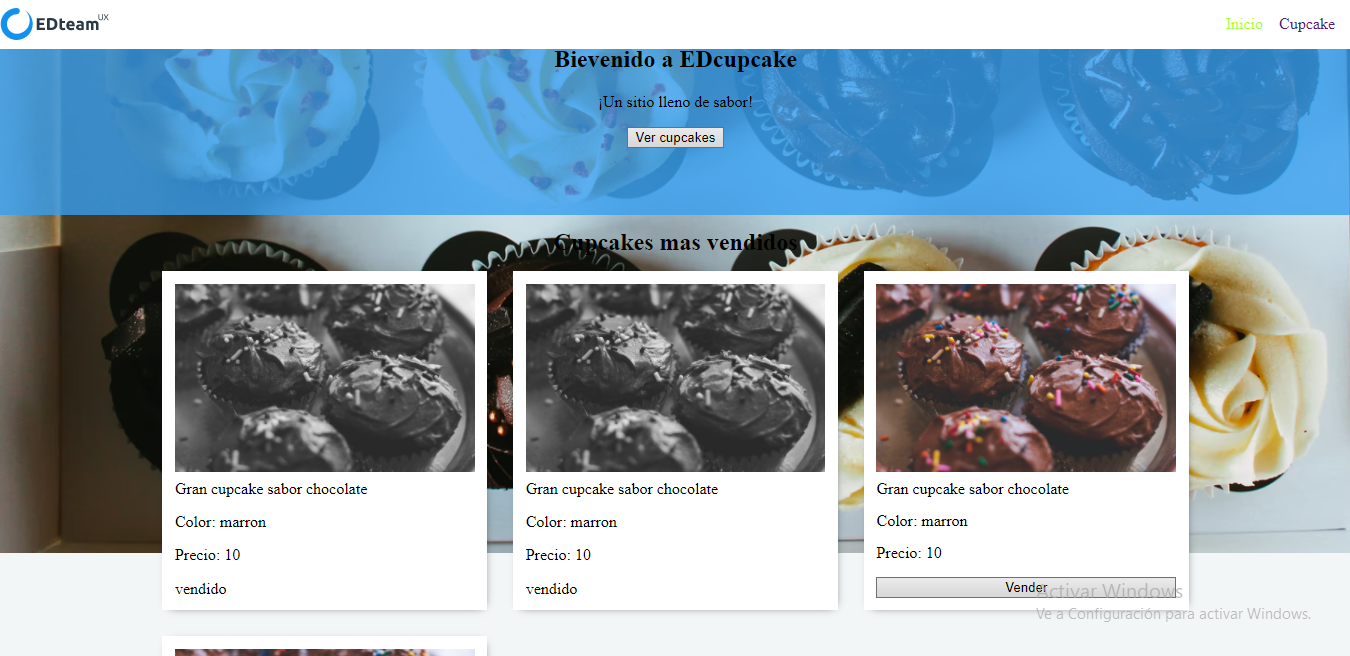 EDteam UX
Inicio Cupcake
Bievenido a EDcupcake
¡Un sitio lleno de sabor!
Ver cupcakes
Cupcakes mas vendidos
Gran cupcake sabor chocolate
Color: marron
Precio: 10
vendido
Gran cupcake sabor chocolate
Color: marron
Precio: 10
vendido
Gran cupcake sabor chocolate
Color: marron
Precio: 10
Vender
Activar Windows
Ve a Configuración para activar Windows.